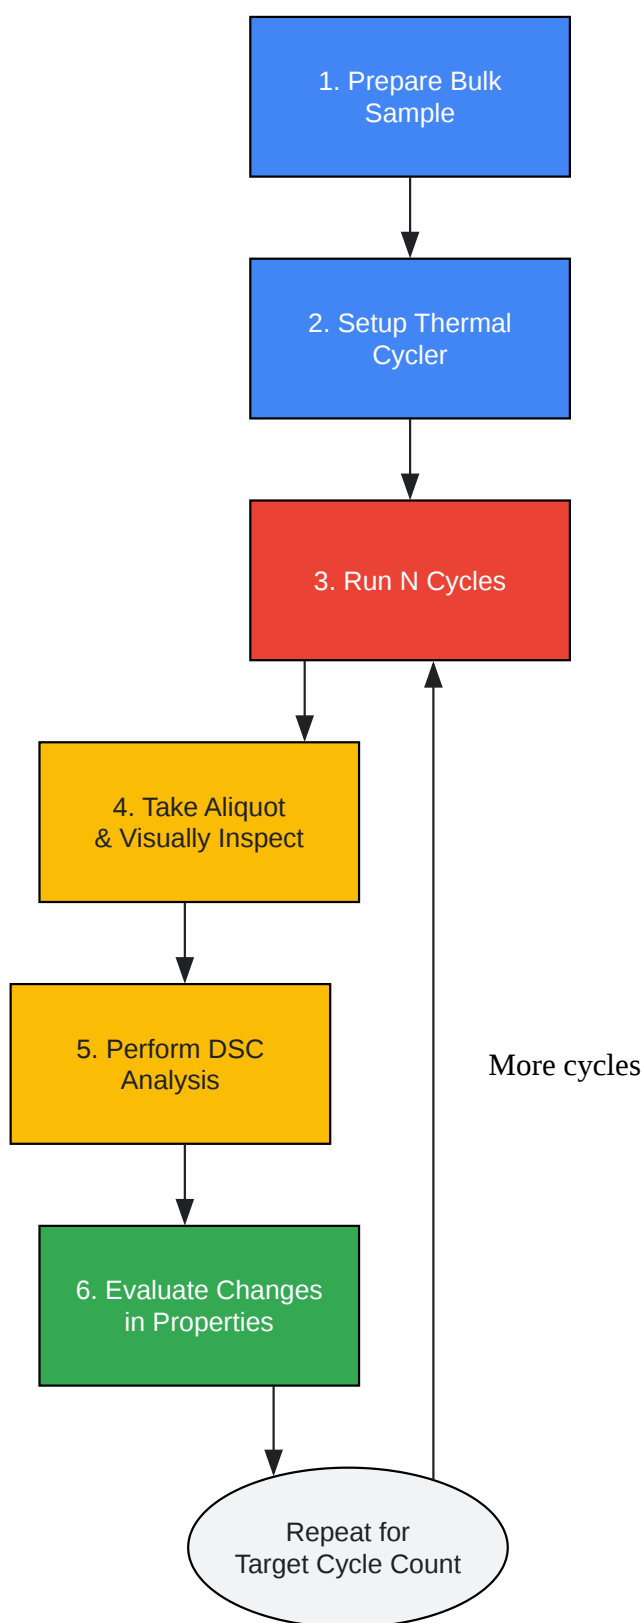 1. Prepare Bulk
Sample
2. Setup Thermal
Cycler
3. Run N Cycles
4. Take Aliquot
& Visually Inspect
5. Perform DSC
Analysis
More cycles
6. Evaluate Changes
in Properties
Repeat for
Target Cycle Count